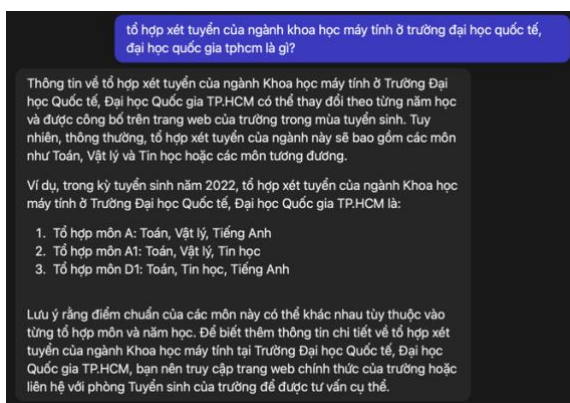 tổ hợp xét tuyển của ngành khoa học máy tính ở trường đại học quốc tế,
đại học quốc gia tphcm là gì?
Thông tin về tổ hợp xét tuyển của ngành Khoa học máy tính ở Trường Đại
học Quốc tế, Đại học Quốc gia TP.HCM có thể thay đổi theo từng năm học
và được công bố trên trang web của trường trong mùa tuyển sinh. Tuy
nhiên, thông thường, tổ hợp xét tuyển của ngành này sẽ bao gồm các môn
như Toán, Vật lý và Tin học hoặc các môn tương đương.
Ví dụ, trong kỳ tuyển sinh năm 2022, tổ hợp xét tuyển của ngành Khoa học
máy tính ở Trường Đại học Quốc tế, Đại học Quốc gia TP.HCM là:
1. Tổ hợp môn A: Toán, Vật lý, Tiếng Anh
2. Tổ hợp môn A1: Toán, Vật lý, Tin học
3. Tổ hợp môn D1: Toán, Tin học, Tiếng Anh
Lưu ý rằng điểm chuẩn của các môn này có thể khác nhau tùy thuộc vào
từng tổ hợp môn và năm học. Để biết thêm thông tin chi tiết về tổ hợp xét
tuyển của ngành Khoa học máy tính tại Trường Đại học Quốc tế, Đại học
Quốc gia TP.HCM, bạn nên truy cập trang web chính thức của trường hoặc
liên hệ với phòng Tuyển sinh của trường để được tư vấn cụ thể.